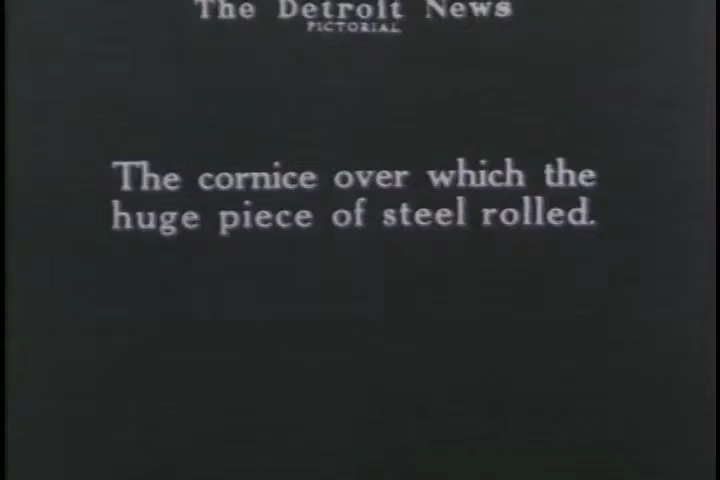 The Detroit News
PICTORIAL
The cornice over which the
huge piece of steel rolled.